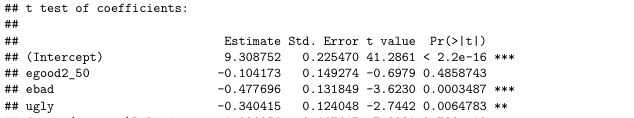 ## t test of coefficients:
##
##                Estimate Std. Error t value  Pr(>|t|)
## (Intercept)    9.308752   0.225470 41.2861 < 2.2e-16 ***
## egood2_50     -0.104173   0.149274 -0.6979 0.4858743
## ebad          -0.477696   0.131849 -3.6230 0.0003487 ***
## ugly          -0.340415   0.124048 -2.7442 0.0064783 **